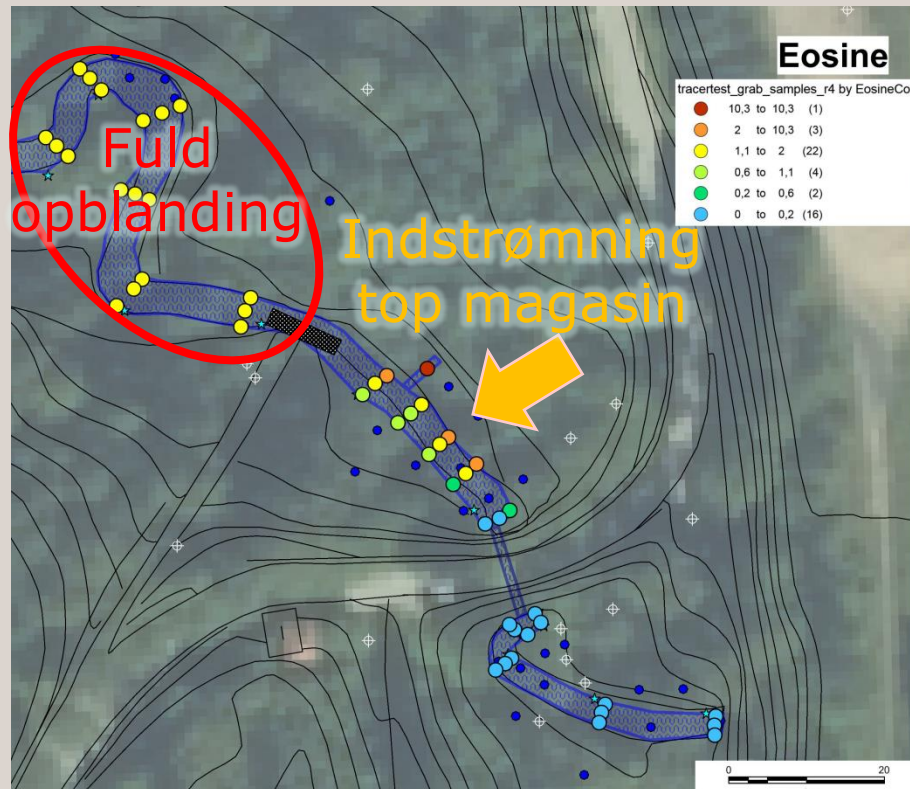 Eosine
tracertest_grab_samples_r4 by EosineCo
10,3 to 10,3 (1)
2 to 10,3 (3)
1,1 to 2 (22)
0,6 to 1,1 (4)
0,2 to 0,6 (2)
0 to 0,2 (16)
Fuld
opblanding
Indstrømning
top magasin
0 20